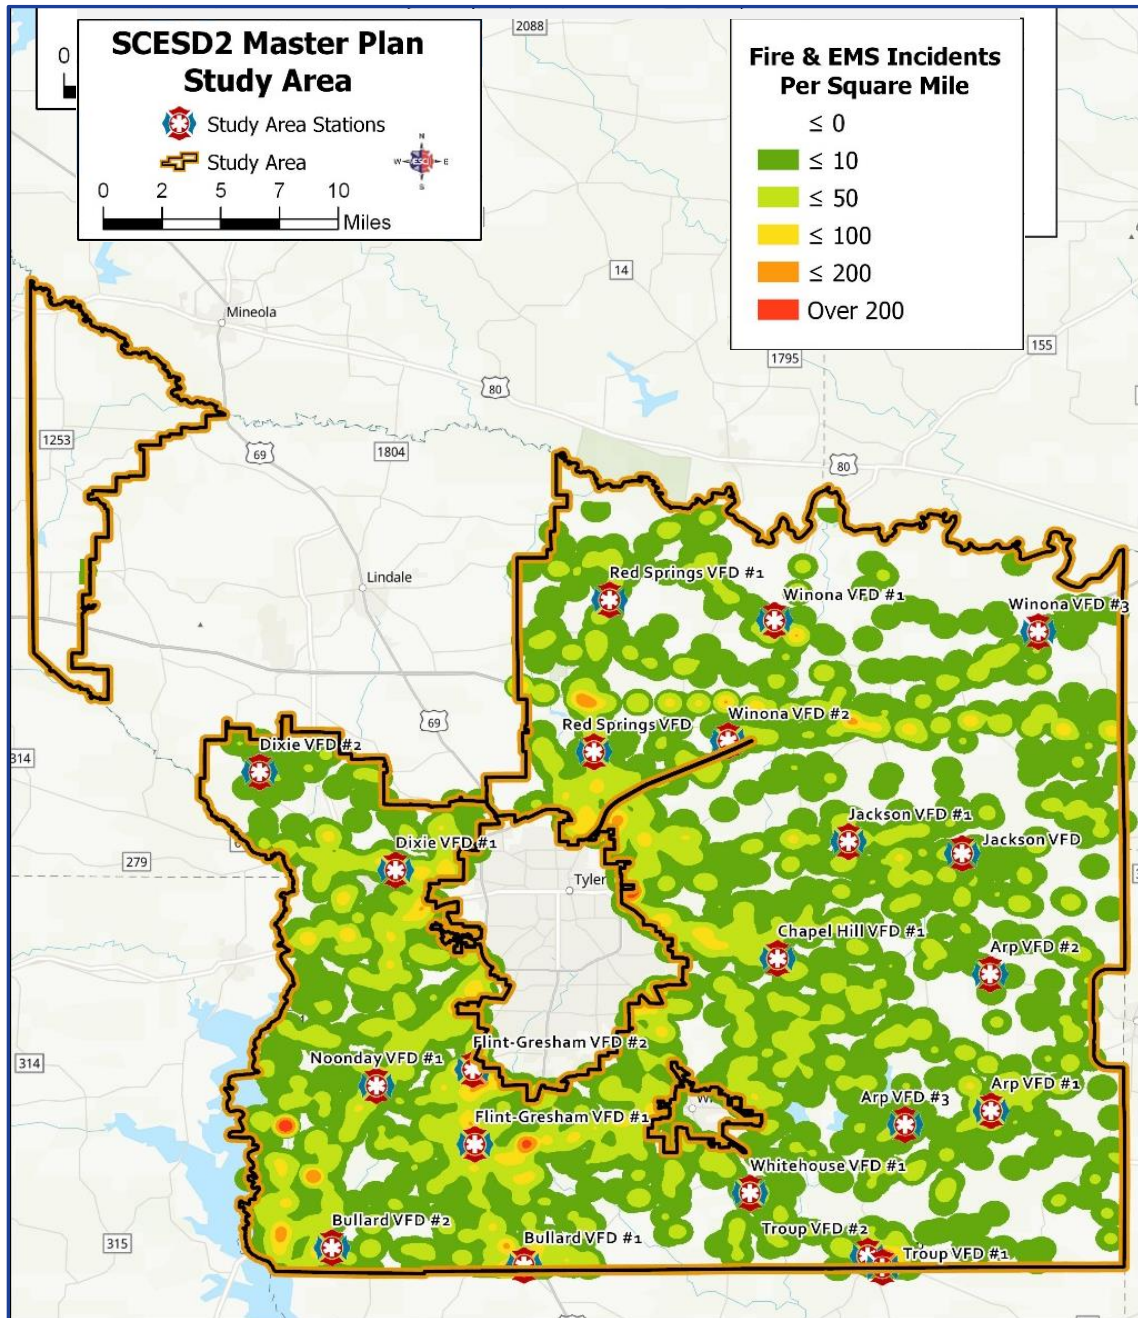 2088
0
SCESD2 Master Plan
Study Area
Study Area Stations
Study Area
N
W ESCI E
S
0 2 5 7 10
Miles
Fire & EMS Incidents
Per Square Mile
≤ 0
≤ 10
≤ 50
≤ 100
≤ 200
Over 200
14
Mineola
155
1795
80
1253
69
1804
80
Lindale
Red Springs VFD #1
Winona VFD #1
Winona VFD #3
69
Red Springs VFD
Winona VFD #2
314
Dixie VFD #2
Jackson VFD #1
Jackson VFD
279
Dixie VFD #1
Tyler
Chapel Hill VFD #1
Arp VFD #2
314
Noonday VFD #1
Flint-Gresham VFD #2
Arp VFD #1
Arp VFD #3
Flint-Gresham VFD #1
Whitehouse VFD #1
315
Bullard VFD #2
Bullard VFD #1
Troup VFD #2
Troup VFD #1